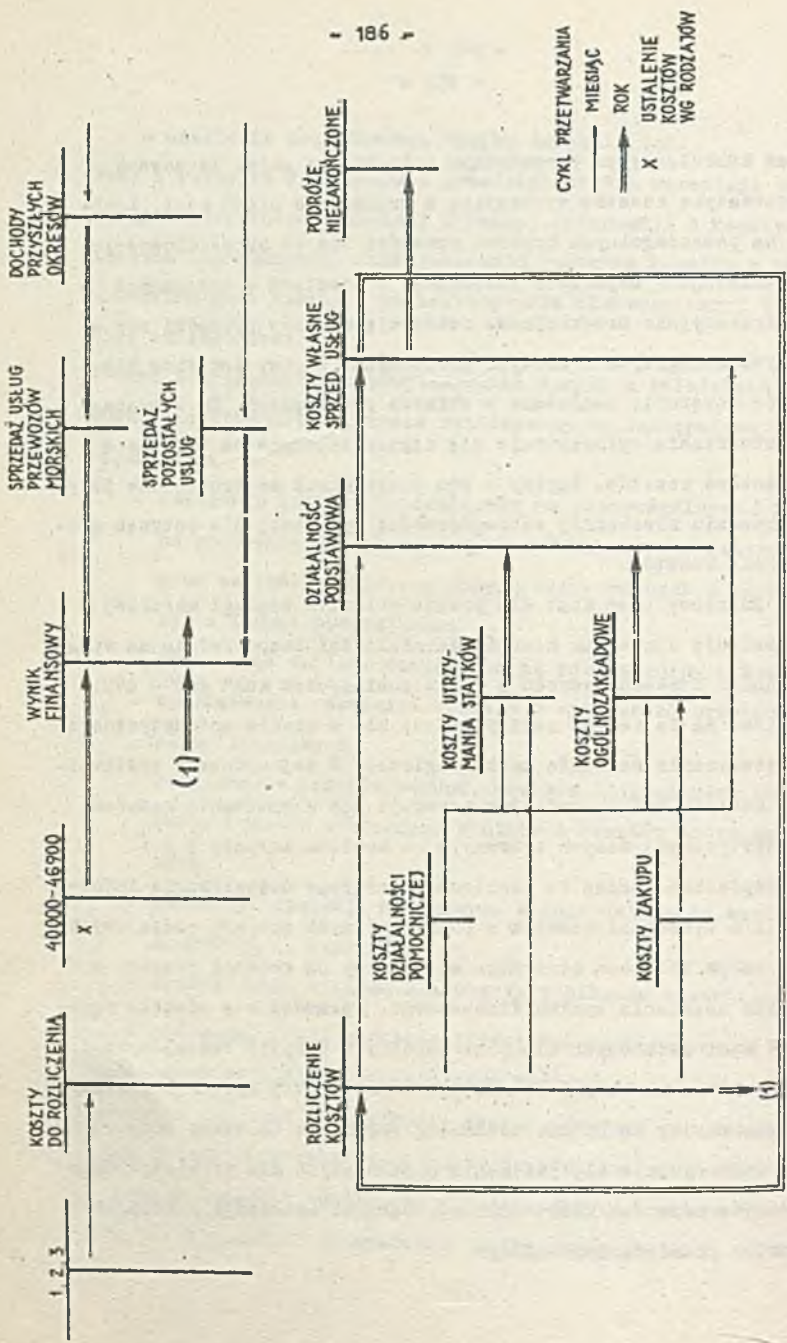 - 186 -
1, 2, 3
KOSZTY
DO ROZLICZENIA
40000-46900
X
WYNIK
FINANSOWY
(1)
SPRZEDAŻ USŁUG
PRZEWOZÓW
MORSKICH
SPRZEDAŻ
POZOSTAŁYCH
USŁUG
DOCHODY
PRZYSZŁYCH
OKRESÓW
ROZLICZENIE
KOSZTÓW
(1)
KOSZTY
DZIAŁALNOŚCI
POMOCNICZEJ
KOSZTY ZAKUPU
KOSZTY UTRZY-
MANIA STATKÓW
KOSZTY
OGÓLNOZAKŁADOWE
DZIAŁALNOŚĆ
PODSTAWOWA
KOSZTY WŁASNE
SPRZED. USŁUG
PODRÓŻE
NIEZAKOŃCZONE.
CYKL PRZETWARZANIA
MIESIĄC
ROK
X USTALENIE
KOSZTÓW
WG RODZAJÓW